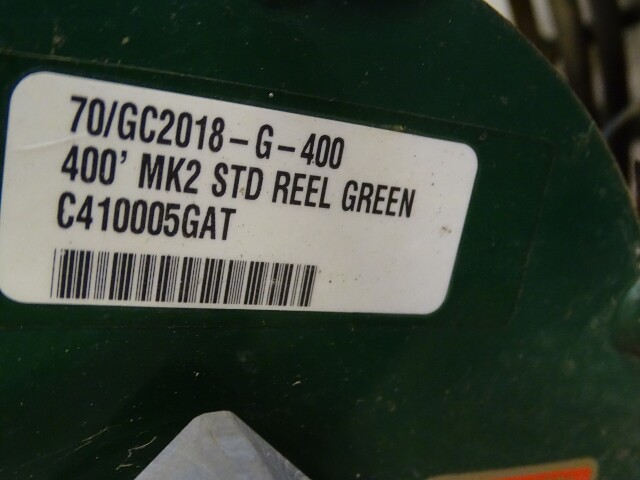 70/GC2018-G-400
400' MK2 STD REEL GREEN
C410005GAT